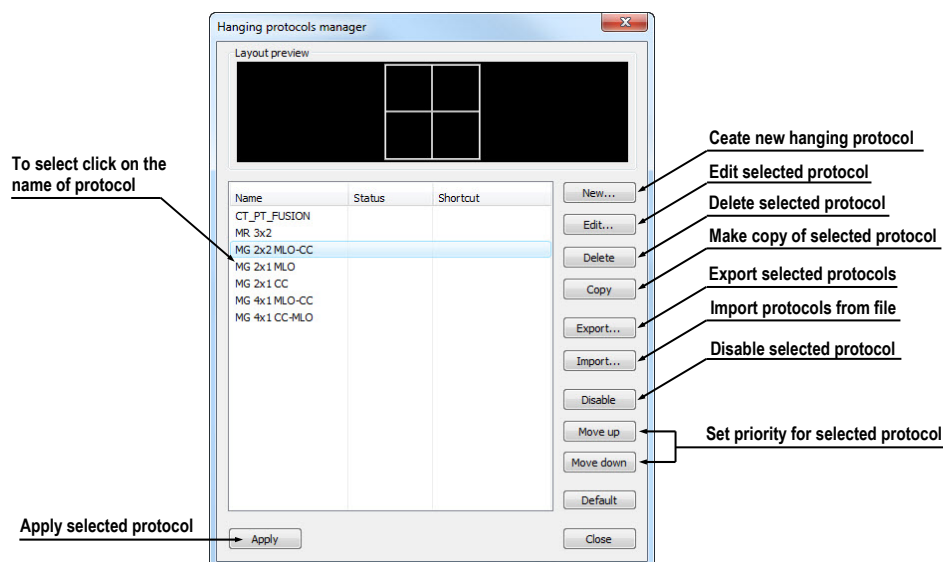 Hanging protocols manager
Layout preview
To select click on the
name of protocol
Name Status Shortcut
CT_PT_FUSION
MR 3x2
MG 2x2 MLO-CC
MG 2x1 MLO
MG 2x1 CC
MG 4x1 MLO-CC
MG 4x1 CC-MLO
New...
Edit...
Delete
Copy
Export...
Import...
Disable
Move up
Move down
Default
Ceate new hanging protocol
Edit selected protocol
Delete selected protocol
Make copy of selected protocol
Export selected protocols
Import protocols from file
Disable selected protocol
Set priority for selected protocol
Apply selected protocol
Apply
Close